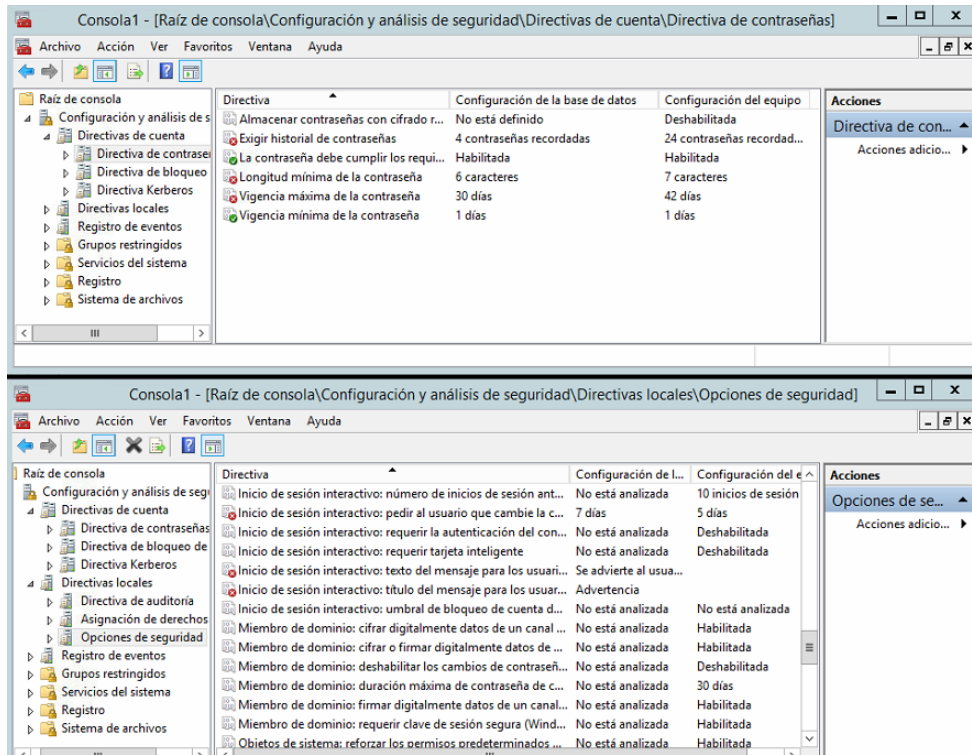 Consola1 - [Raíz de consola\Configuración y análisis de seguridad\Directivas de cuenta\Directiva de contraseñas]
Archivo Acción Ver Favoritos Ventana Ayuda
Raíz de consola
Configuración y análisis de s
Directivas de cuenta
Directiva de contraseñ
Directiva de bloqueo
Directiva Kerberos
Directivas locales
Registro de eventos
Grupos restringidos
Servicios del sistema
Registro
Sistema de archivos
Directiva Configuración de la base de datos Configuración del equipo
Almacenar contraseñas con cifrado r... No está definido Deshabilitada
Exigir historial de contraseñas 4 contraseñas recordadas 24 contraseñas recordad...
La contraseña debe cumplir los requi... Habilitada Habilitada
Longitud mínima de la contraseña 6 caracteres 7 caracteres
Vigencia máxima de la contraseña 30 días 42 días
Vigencia mínima de la contraseña 1 días 1 días
Acciones
Directiva de con...
Acciones adicio...
Consola1 - [Raíz de consola\Configuración y análisis de seguridad\Directivas locales\Opciones de seguridad]
Archivo Acción Ver Favoritos Ventana Ayuda
Raíz de consola
Configuración y análisis de segu
Directivas de cuenta
Directiva de contraseñas
Directiva de bloqueo de
Directiva Kerberos
Directivas locales
Directiva de auditoría
Asignación de derechos
Opciones de seguridad
Registro de eventos
Grupos restringidos
Servicios del sistema
Registro
Sistema de archivos
Directiva Configuración de l... Configuración del e
Inicio de sesión interactivo: número de inicios de sesión ant... No está analizada 10 inicios de sesión
Inicio de sesión interactivo: pedir al usuario que cambie la c... 7 días 5 días
Inicio de sesión interactivo: requerir la autenticación del con... No está analizada Deshabilitada
Inicio de sesión interactivo: requerir tarjeta inteligente No está analizada Deshabilitada
Inicio de sesión interactivo: texto del mensaje para los usuari... Se advierte al usua...
Inicio de sesión interactivo: título del mensaje para los usuar... Advertencia
Inicio de sesión interactivo: umbral de bloqueo de cuenta d... No está analizada No está analizada
Miembro de dominio: cifrar digitalmente datos de un canal ... No está analizada Habilitada
Miembro de dominio: cifrar o firmar digitalmente datos de ... No está analizada Habilitada
Miembro de dominio: deshabilitar los cambios de contraseñ... No está analizada Deshabilitada
Miembro de dominio: duración máxima de contraseña de c... No está analizada 30 días
Miembro de dominio: firmar digitalmente datos de un canal... No está analizada Habilitada
Miembro de dominio: requerir clave de sesión segura (Wind... No está analizada Habilitada
Objetos de sistema: reforzar los permisos predeterminados ... No está analizada Habilitada
Acciones
Opciones de se...
Acciones adicio...